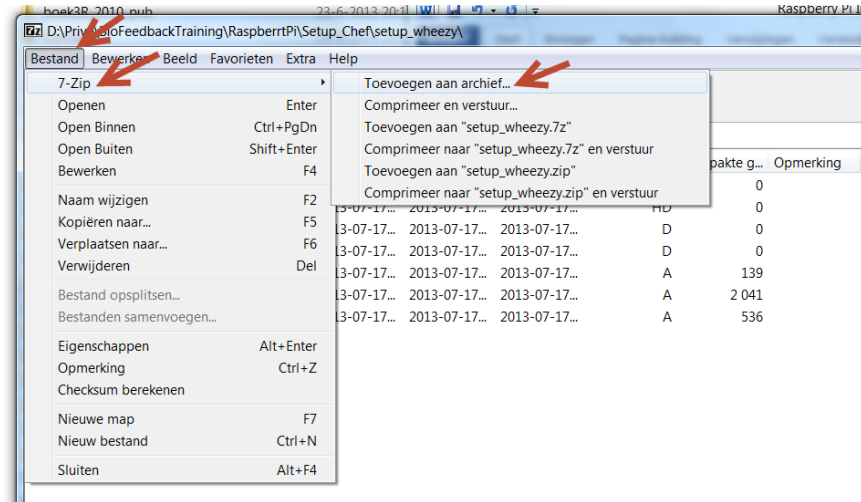 boek3R 2010 pub 23-6-2013 20:1 Raspberry Pi I
D:\Priv BioFeedbackTraining\RaspberrtPi\Setup_Chef\setup_wheezy\
Bestand Bewerken Beeld Favorieten Extra Help
7-Zip
Openen Enter
Open Binnen Ctrl+PgDn
Open Buiten Shift+Enter
Bewerken F4
Naam wijzigen F2
Kopiëren naar... F5
Verplaatsen naar... F6
Verwijderen Del
Bestand opsplitsen...
Bestanden samenvoegen...
Eigenschappen Alt+Enter
Opmerking Ctrl+Z
Checksum berekenen
Nieuwe map F7
Nieuw bestand Ctrl+N
Sluiten Alt+F4
Toevoegen aan archief...
Comprimeer en verstuur...
Toevoegen aan "setup_wheezy.7z"
Comprimeer naar "setup_wheezy.7z" en verstuur
Toevoegen aan "setup_wheezy.zip"
Comprimeer naar "setup_wheezy.zip" en verstuur
pakte g... Opmerking
0
13-07-17... 2013-07-17... 2013-07-17... HD 0
13-07-17... 2013-07-17... 2013-07-17... D 0
13-07-17... 2013-07-17... 2013-07-17... D 0
13-07-17... 2013-07-17... 2013-07-17... A 139
13-07-17... 2013-07-17... 2013-07-17... A 2 041
13-07-17... 2013-07-17... 2013-07-17... A 536